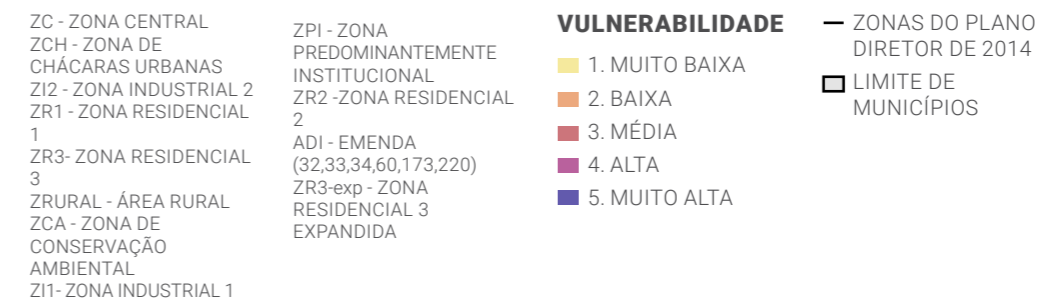 ZC - ZONA CENTRAL
ZCH - ZONA DE
CHÁCARAS URBANAS
ZI2 - ZONA INDUSTRIAL 2
ZR1 - ZONA RESIDENCIAL
1
ZR3- ZONA RESIDENCIAL
3
ZRURAL - ÁREA RURAL
ZCA - ZONA DE
CONSERVAÇÃO
AMBIENTAL
ZI1- ZONA INDUSTRIAL 1
ZPI - ZONA
PREDOMINANTEMENTE
INSTITUCIONAL
ZR2 -ZONA RESIDENCIAL
2
ADI - EMENDA
(32,33,34,60,173,220)
ZR3-exp - ZONA
RESIDENCIAL 3
EXPANDIDA
VULNERABILIDADE
1. MUITO BAIXA
2. BAIXA
3. MÉDIA
4. ALTA
5. MUITO ALTA
ZONAS DO PLANO
DIRETOR DE 2014
LIMITE DE
MUNICÍPIOS